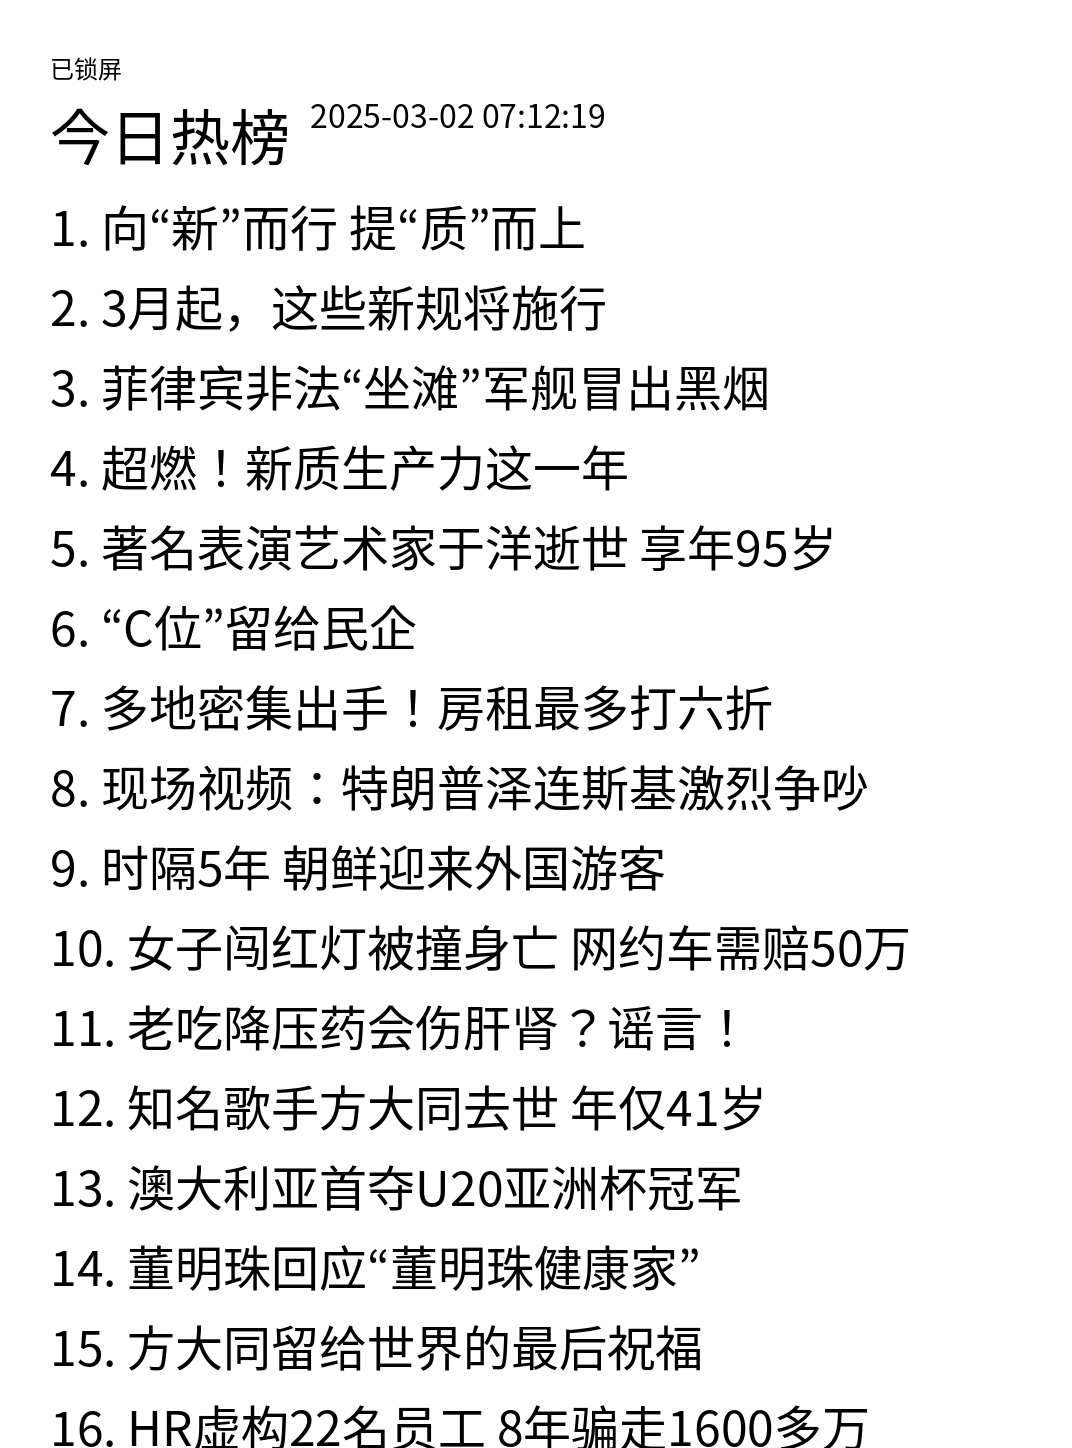 已锁屏
今日热榜 2025-03-02 07:12:19
1. 向“新”而行 提“质”而上
2. 3月起，这些新规将施行
3. 菲律宾非法“坐滩”军舰冒出黑烟
4. 超燃！新质生产力这一年
5. 著名表演艺术家于洋逝世 享年95岁
6. “C位”留给民企
7. 多地密集出手！房租最多打六折
8. 现场视频：特朗普泽连斯基激烈争吵
9. 时隔5年 朝鲜迎来外国游客
10. 女子闯红灯被撞身亡 网约车需赔50万
11. 老吃降压药会伤肝肾？谣言！
12. 知名歌手方大同去世 年仅41岁
13. 澳大利亚首夺U20亚洲杯冠军
14. 董明珠回应“董明珠健康家”
15. 方大同留给世界的最后祝福
16. HR虚构22名员工 8年骗走1600多万